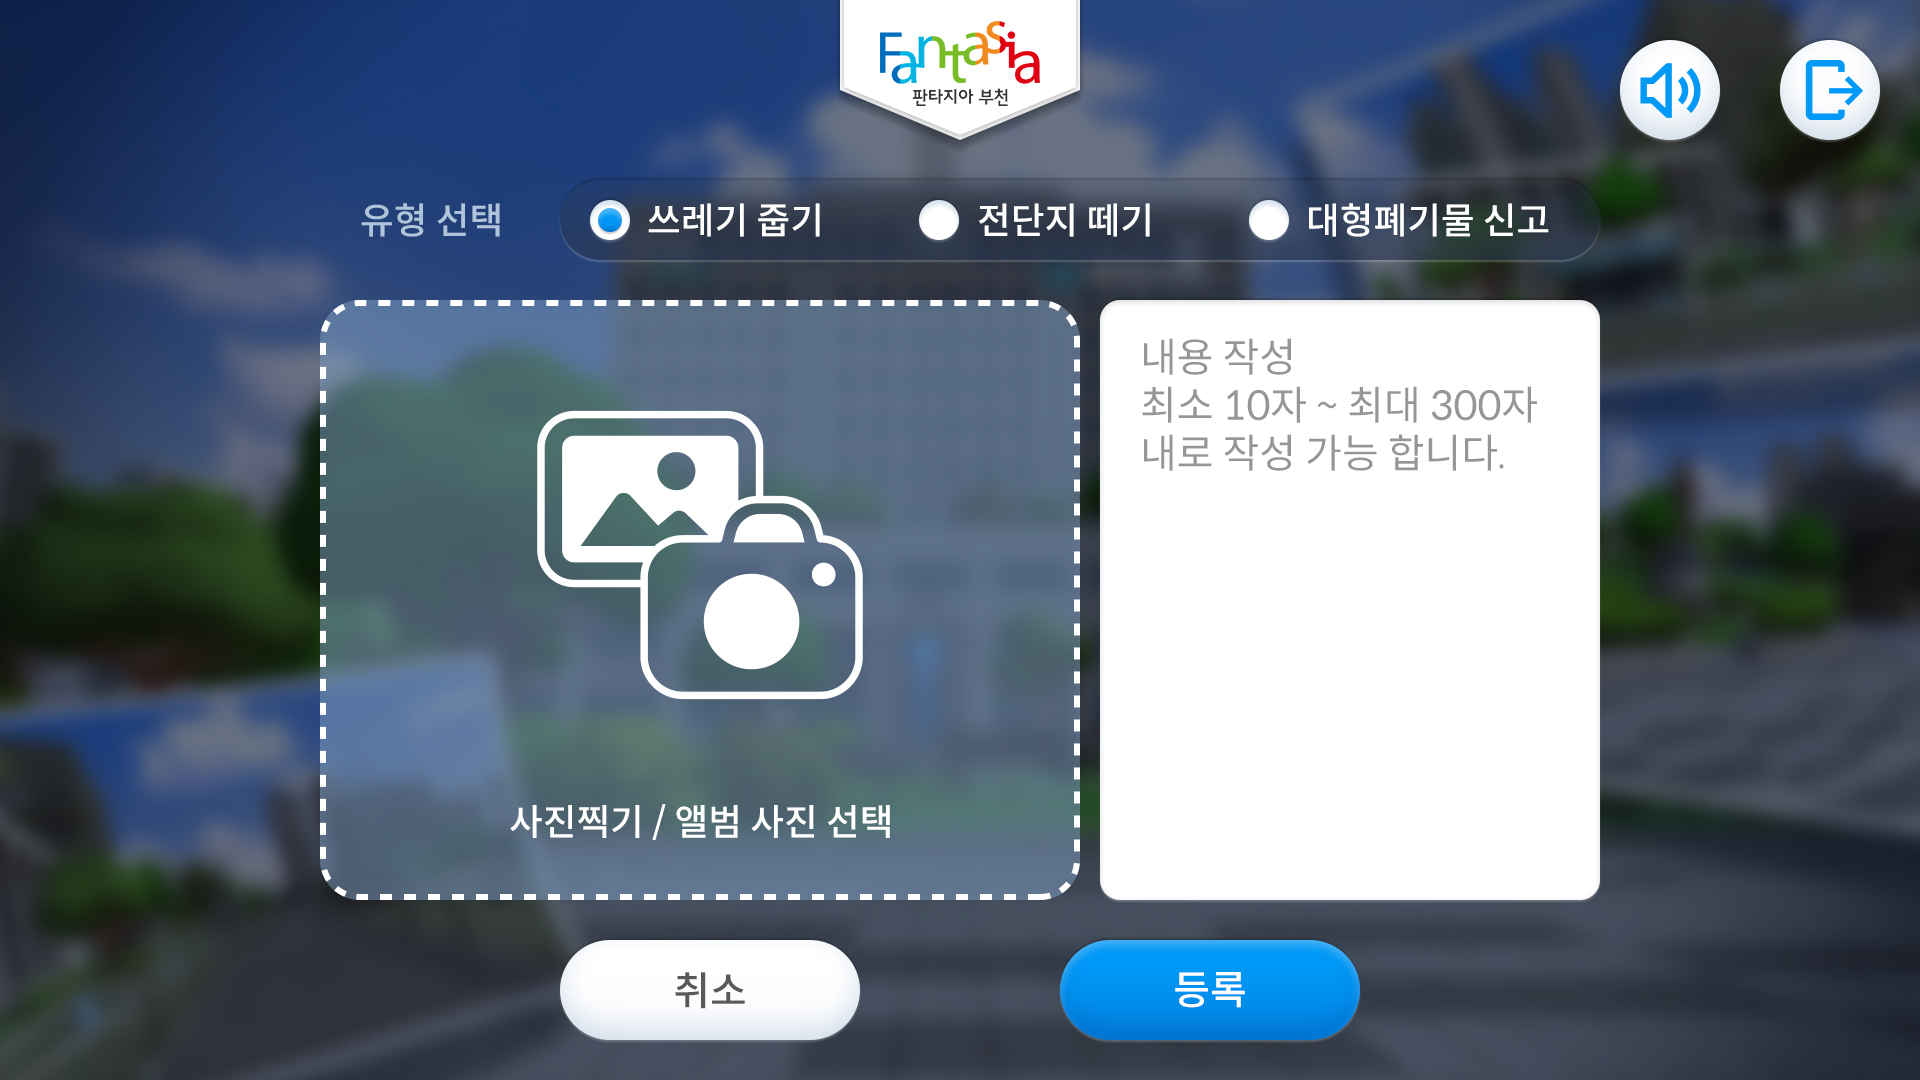 Fantasia
판타지아 부천
유형 선택
쓰레기 줍기
전단지 떼기
대형폐기물 신고
내용 작성
최소 10자 ~ 최대 300자
내로 작성 가능 합니다.
사진찍기 / 앨범 사진 선택
취소
등록